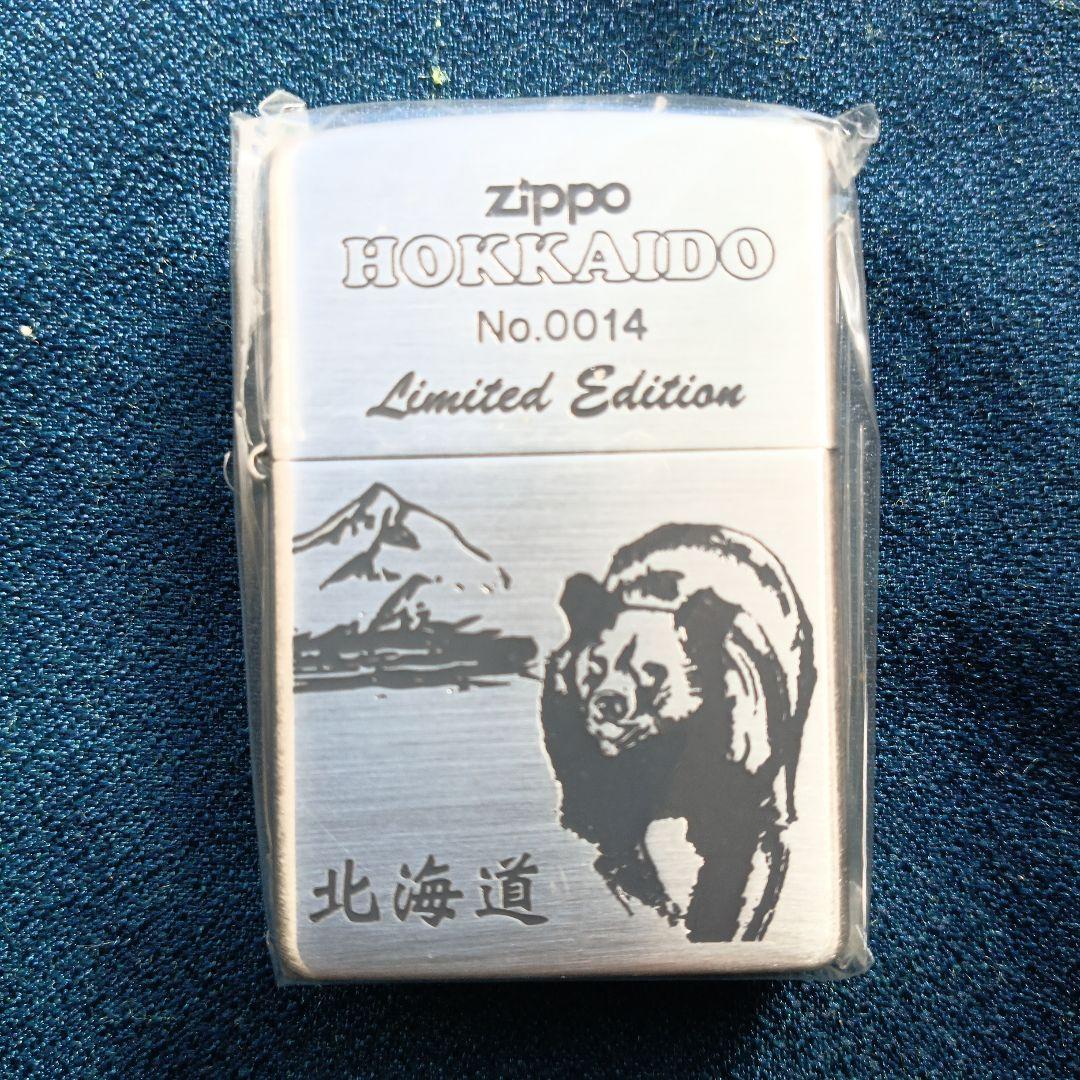 zippo
HOKKAIDO
No.0014
Limited Edition
北海道